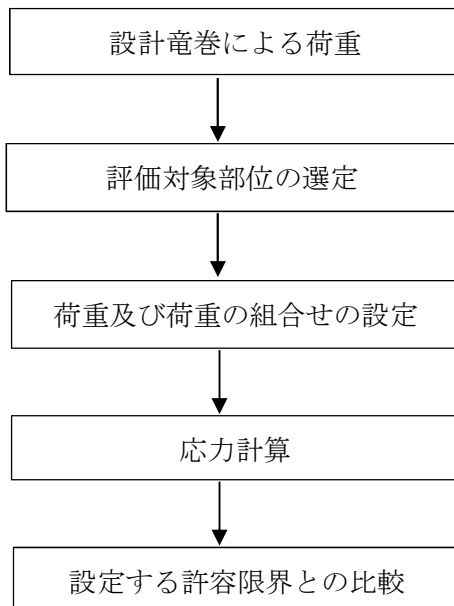 設計竜巻による荷重
評価対象部位の選定
荷重及び荷重の組合せの設定
応力計算
設定する許容限界との比較